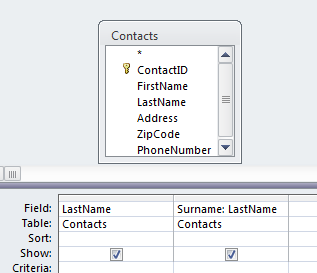 Contacts
*
ContactID
FirstName
LastName
Address
ZipCode
PhoneNumber
Field: LastName Surname: LastName
Table: Contacts Contacts
Sort:
Show:
Criteria: